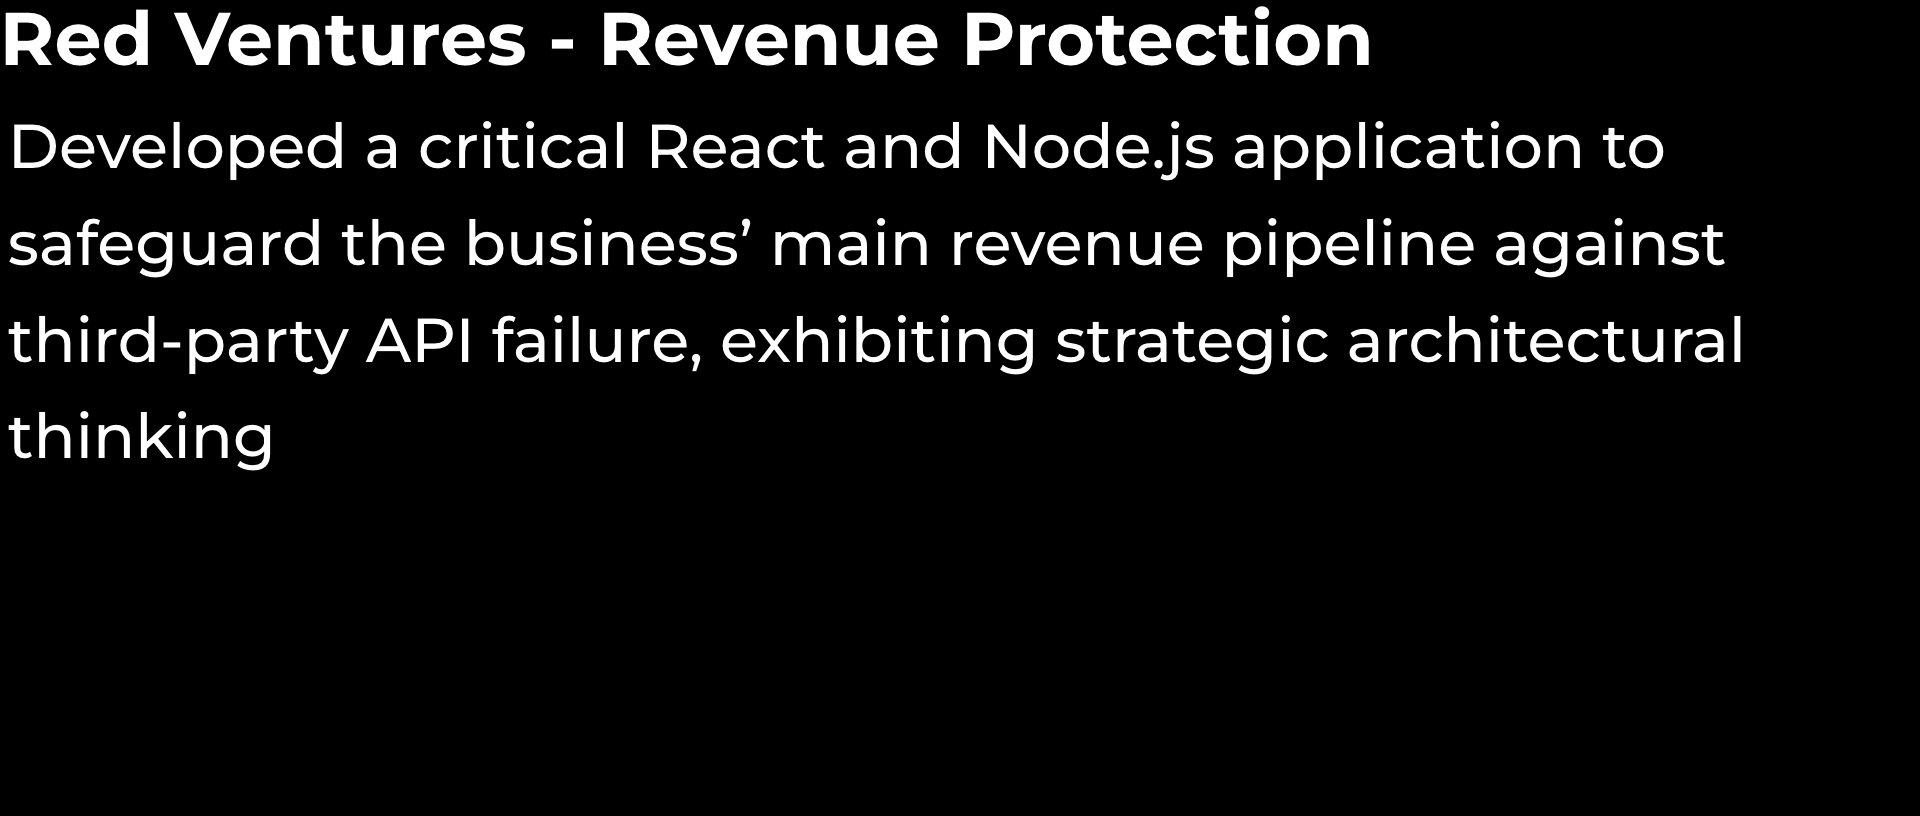 Red Ventures - Revenue Protection
Developed a critical React and Node.js application to
safeguard the business’ main revenue pipeline against
third-party API failure, exhibiting strategic architectural
thinking